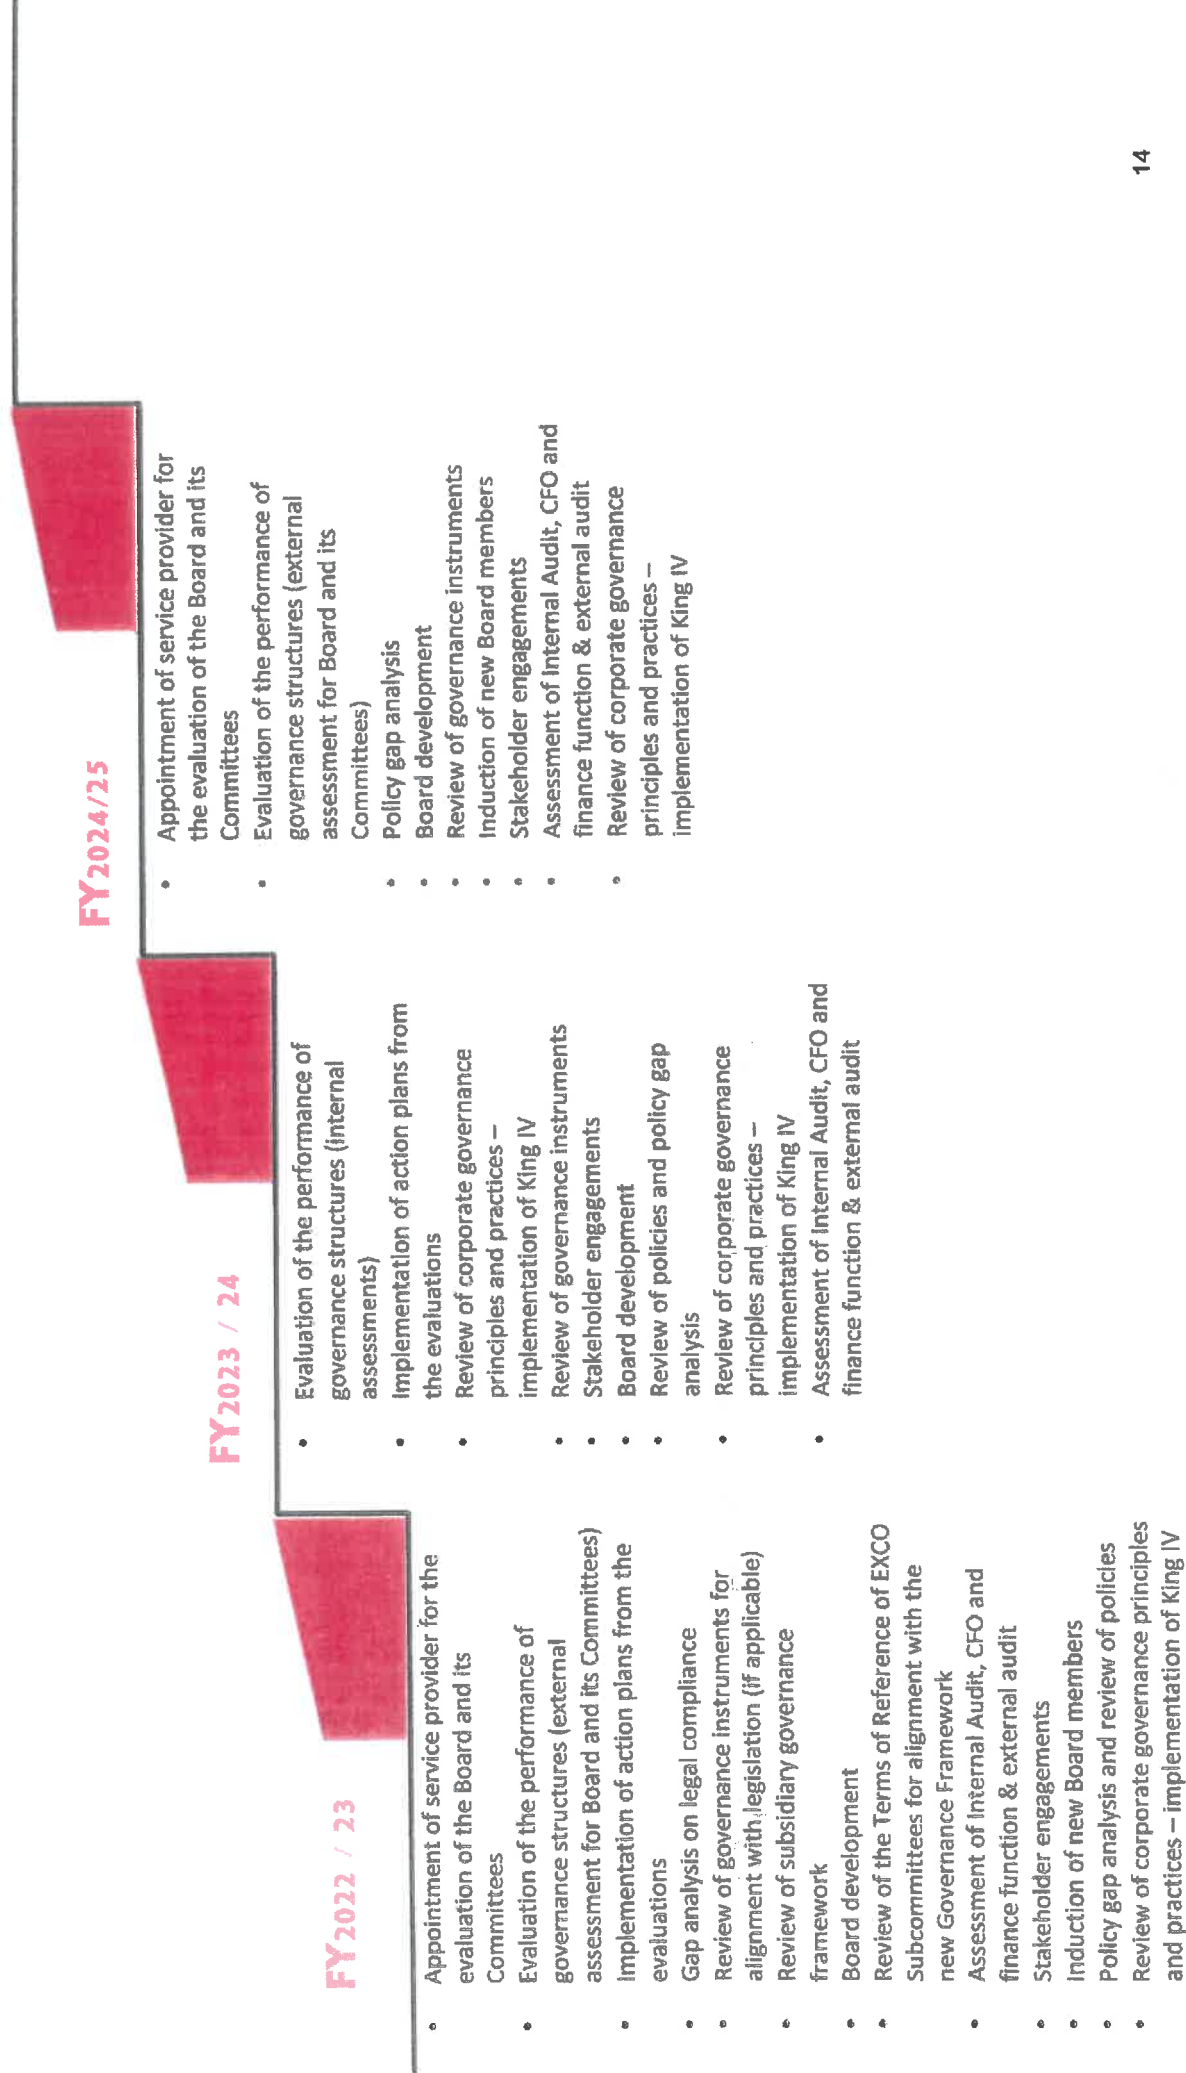 FY2022 / 23
• Appointment of service provider for the
evaluation of the Board and its
Committees
• Evaluation of the performance of
governance structures (external
assessment for Board and its Committees)
• Implementation of action plans from the
evaluations
• Gap analysis on legal compliance
• Review of governance instruments for
alignment with legislation (if applicable)
• Review of subsidiary governance
framework
• Board development
• Review of the Terms of Reference of EXCO
Subcommittees for alignment with the
new Governance Framework
• Assessment of Internal Audit, CFO and
finance function & external audit
• Stakeholder engagements
• Induction of new Board members
• Policy gap analysis and review of policies
• Review of corporate governance principles
and practices – implementation of King IV
FY2023 / 24
• Evaluation of the performance of
governance structures (internal
assessments)
• Implementation of action plans from
the evaluations
• Review of corporate governance
principles and practices –
implementation of King IV
• Review of governance instruments
• Stakeholder engagements
• Board development
• Review of policies and policy gap
analysis
• Review of corporate governance
principles and practices –
implementation of King IV
• Assessment of Internal Audit, CFO and
finance function & external audit
FY2024/25
• Appointment of service provider for
the evaluation of the Board and its
Committees
• Evaluation of the performance of
governance structures (external
assessment for Board and its
Committees)
• Policy gap analysis
• Board development
• Review of governance instruments
• Induction of new Board members
• Stakeholder engagements
• Assessment of Internal Audit, CFO and
finance function & external audit
• Review of corporate governance
principles and practices –
implementation of King IV
14